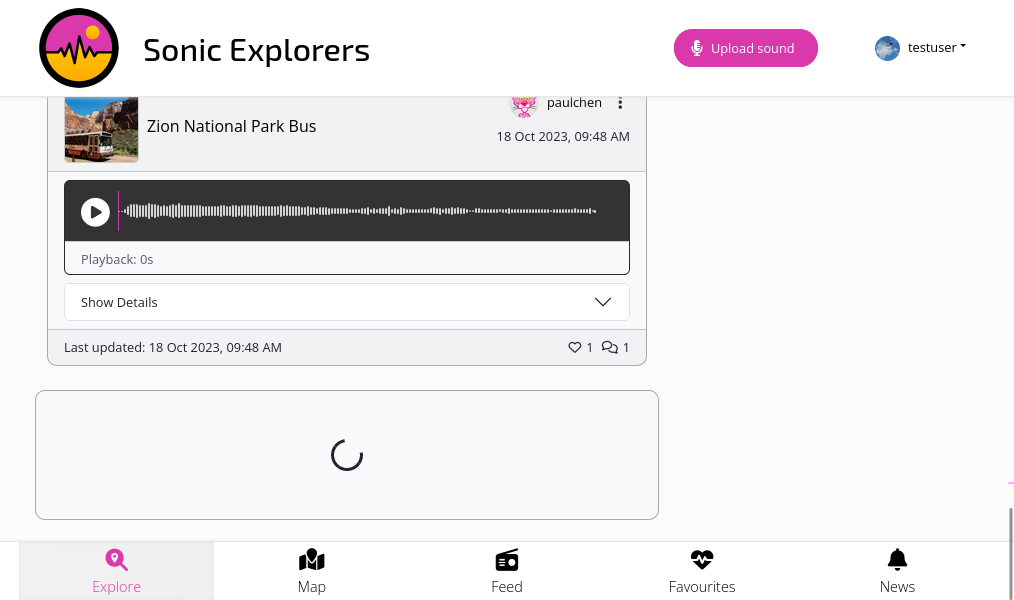 Sonic Explorers
Upload sound
testuser
paulchen
Zion National Park Bus
18 Oct 2023, 09:48 AM
Playback: 0s
Show Details
Last updated: 18 Oct 2023, 09:48 AM
1
1
Explore
Map
Feed
Favourites
News